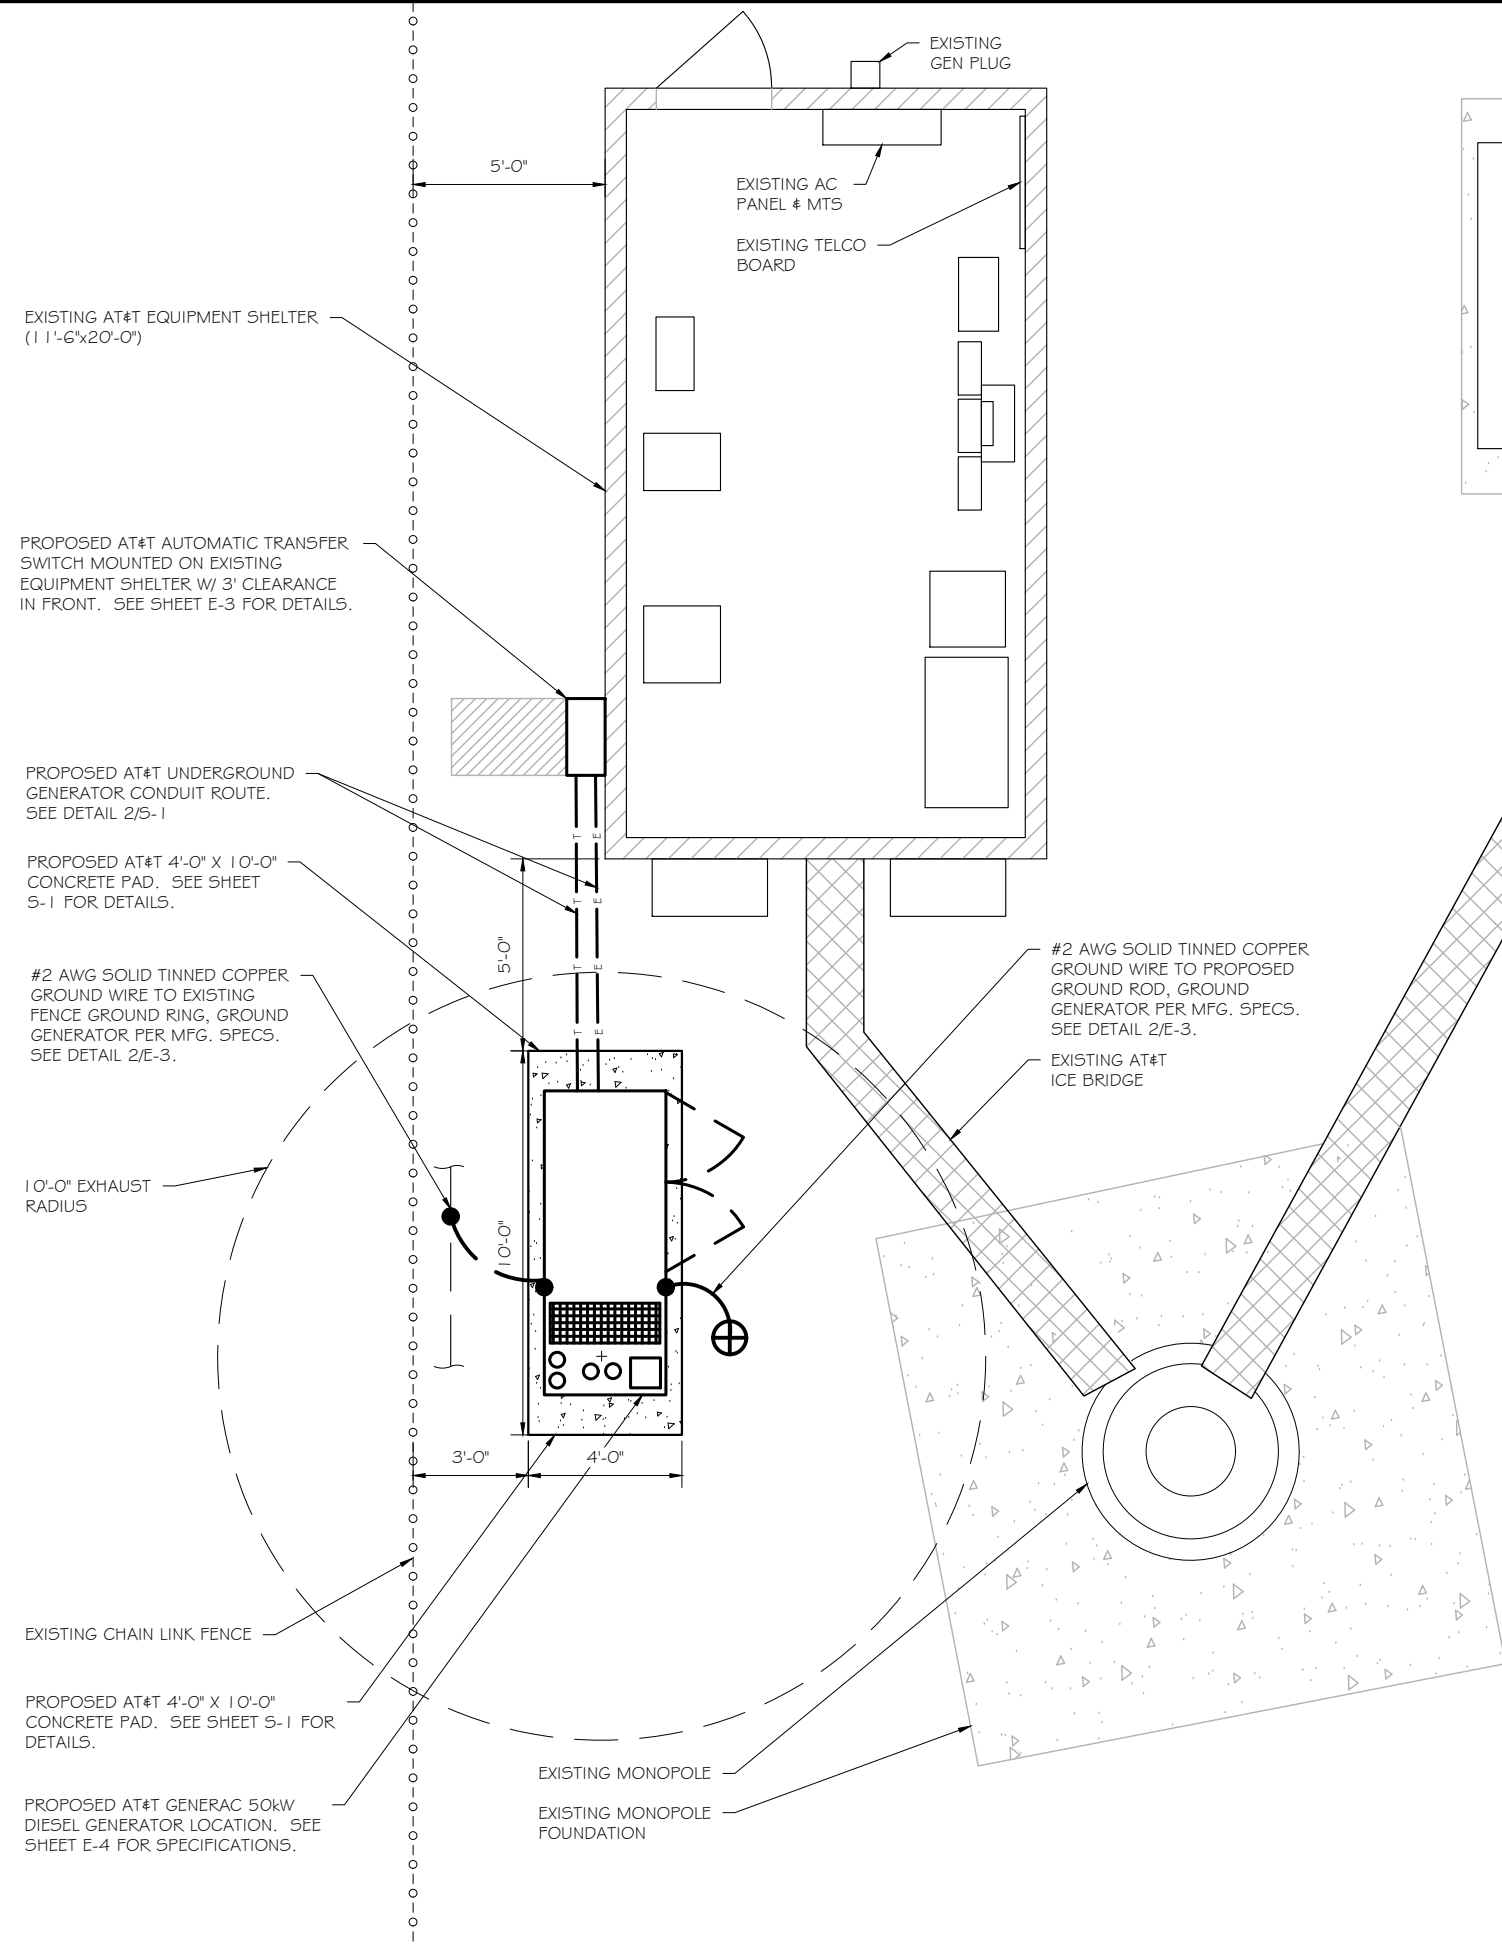 EXISTING
GEN PLUG
5'-0"
EXISTING AC
PANEL & MTS
EXISTING TELCO
BOARD
EXISTING AT&T EQUIPMENT SHELTER
(11'-6"x20'-0")
PROPOSED AT&T AUTOMATIC TRANSFER
SWITCH MOUNTED ON EXISTING
EQUIPMENT SHELTER W/ 3' CLEARANCE
IN FRONT. SEE SHEET E-3 FOR DETAILS.
PROPOSED AT&T UNDERGROUND
GENERATOR CONDUIT ROUTE.
SEE DETAIL 2/S-1
T E
T E
T E
T E
PROPOSED AT&T 4'-0" X 10'-0"
CONCRETE PAD. SEE SHEET
S-1 FOR DETAILS.
5'-0"
#2 AWG SOLID TINNED COPPER
GROUND WIRE TO EXISTING
FENCE GROUND RING, GROUND
GENERATOR PER MFG. SPECS.
SEE DETAIL 2/E-3.
#2 AWG SOLID TINNED COPPER
GROUND WIRE TO PROPOSED
GROUND ROD, GROUND
GENERATOR PER MFG. SPECS.
SEE DETAIL 2/E-3.
EXISTING AT&T
ICE BRIDGE
10'-0" EXHAUST
RADIUS
10'-0"
3'-0"
4'-0"
EXISTING CHAIN LINK FENCE
PROPOSED AT&T 4'-0" X 10'-0"
CONCRETE PAD. SEE SHEET S-1 FOR
DETAILS.
PROPOSED AT&T GENERAC 50kW
DIESEL GENERATOR LOCATION. SEE
SHEET E-4 FOR SPECIFICATIONS.
EXISTING MONOPOLE
EXISTING MONOPOLE
FOUNDATION